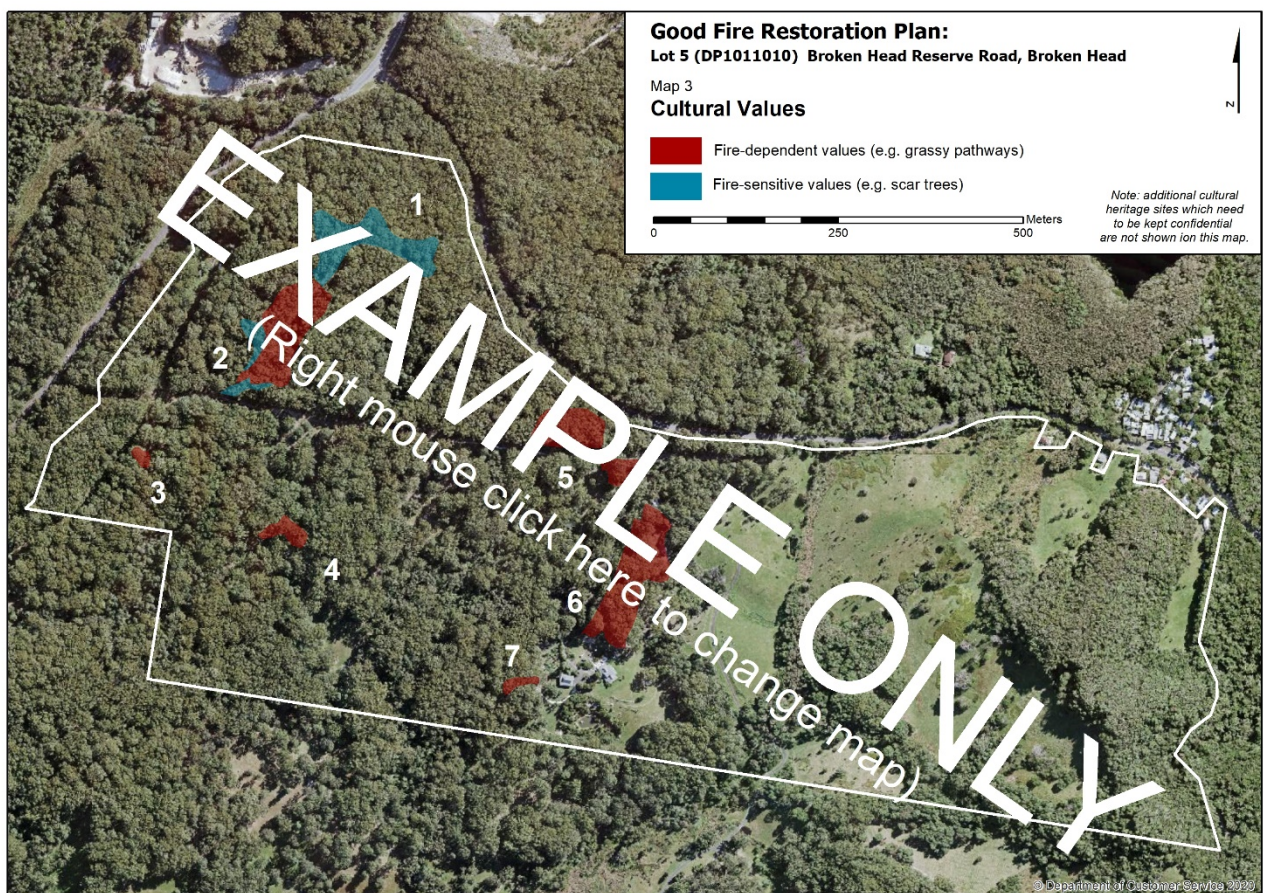 Good Fire Restoration Plan:
Lot 5 (DP1011010) Broken Head Reserve Road, Broken Head
Map 3
Cultural Values
Fire-dependent values (e.g. grassy pathways)
Fire-sensitive values (e.g. scar trees)
Meters
0 250 500
Note: additional cultural
heritage sites which need
to be kept confidential
are not shown ion this map.
N
EXAMPLE ONLY
(Right mouse click here to change map)
1
2
3
4
5
6
7
© Department of Customer Service 2023